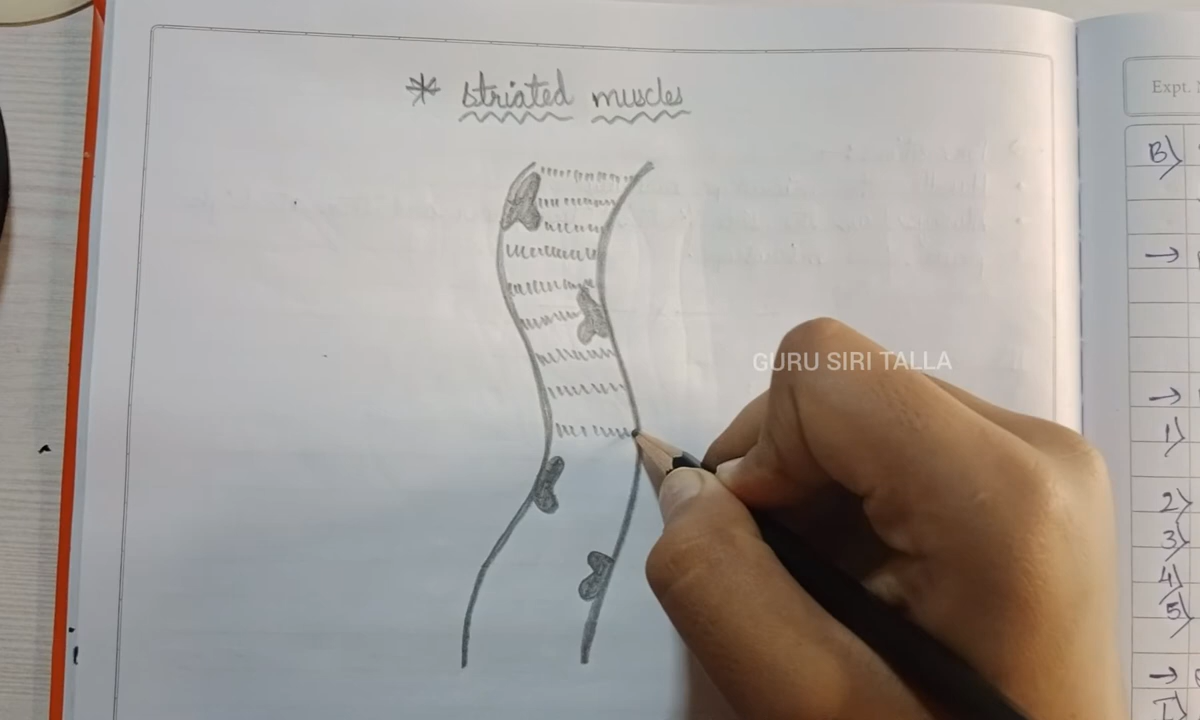 * striated muscles
GURU SIRI TALLA
Expt.
B)
→
→
1)
2)
3)
4)
5)
→